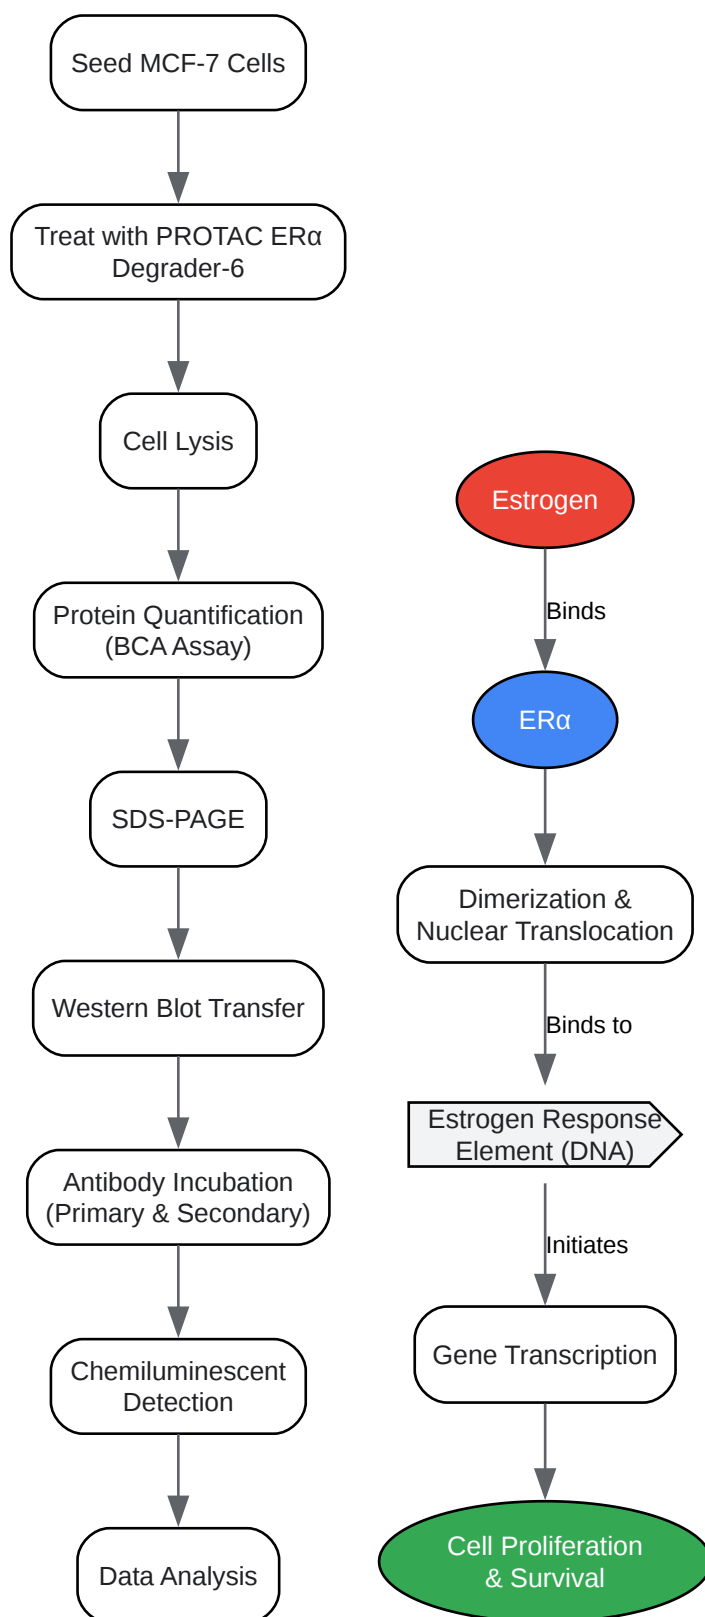 Seed MCF-7 Cells
Treat with PROTAC ERα
Degrader-6
Cell Lysis
Protein Quantification
(BCA Assay)
SDS-PAGE
Western Blot Transfer
Antibody Incubation
(Primary & Secondary)
Chemiluminescent
Detection
Data Analysis
Estrogen
Binds
ERα
Dimerization &
Nuclear Translocation
Binds to
Estrogen Response
Element (DNA)
Initiates
Gene Transcription
Cell Proliferation
& Survival